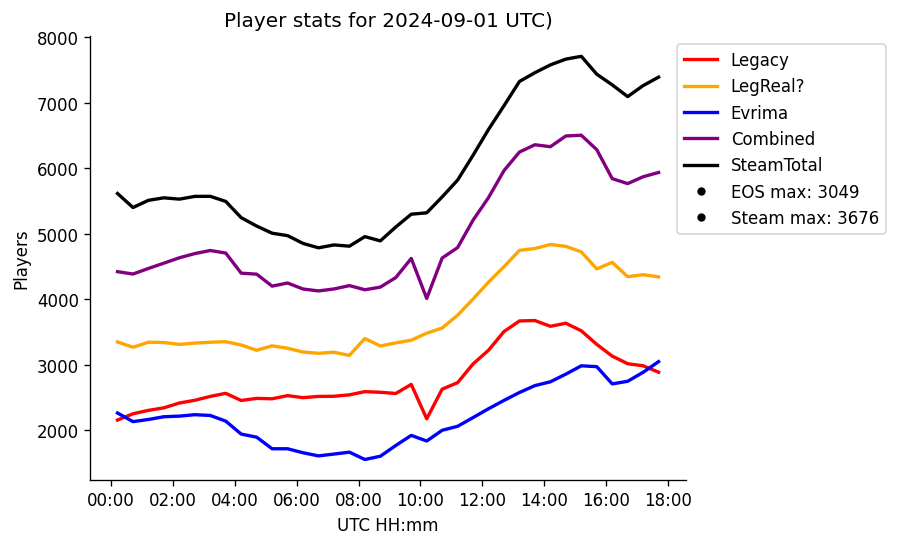 Player stats for 2024-09-01 UTC)
Players
8000
7000
6000
5000
4000
3000
2000
00:00 02:00 04:00 06:00 08:00 10:00 12:00 14:00 16:00 18:00
UTC HH:mm
Legacy
LegReal?
Evrima
Combined
SteamTotal
EOS max: 3049
Steam max: 3676